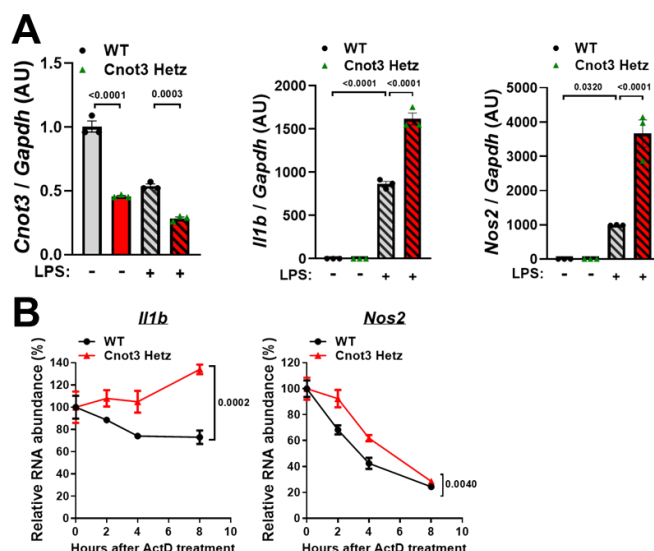 A
WT
Cnot3 Hetz
<0.0001 0.0003
Cnot3 / Gapdh (AU)
1.5
1.0
0.5
0.0
LPS: - - + +
WT
Cnot3 Hetz
<0.0001 <0.0001
Il1b / Gapdh (AU)
2000
1500
1000
500
0
LPS: - - + +
WT
Cnot3 Hetz
0.0320 <0.0001
Nos2 / Gapdh (AU)
5000
4000
3000
2000
1000
0
LPS: - - + +
B
Il1b
WT
Cnot3 Hetz
Relative RNA abundance (%)
140
120
100
80
60
40
20
0
0 2 4 6 8 10
0.0002
Hours after ActD treatment
Nos2
WT
Cnot3 Hetz
Relative RNA abundance (%)
120
100
80
60
40
20
0
0 2 4 6 8 10
0.0040
Hours after ActD treatment